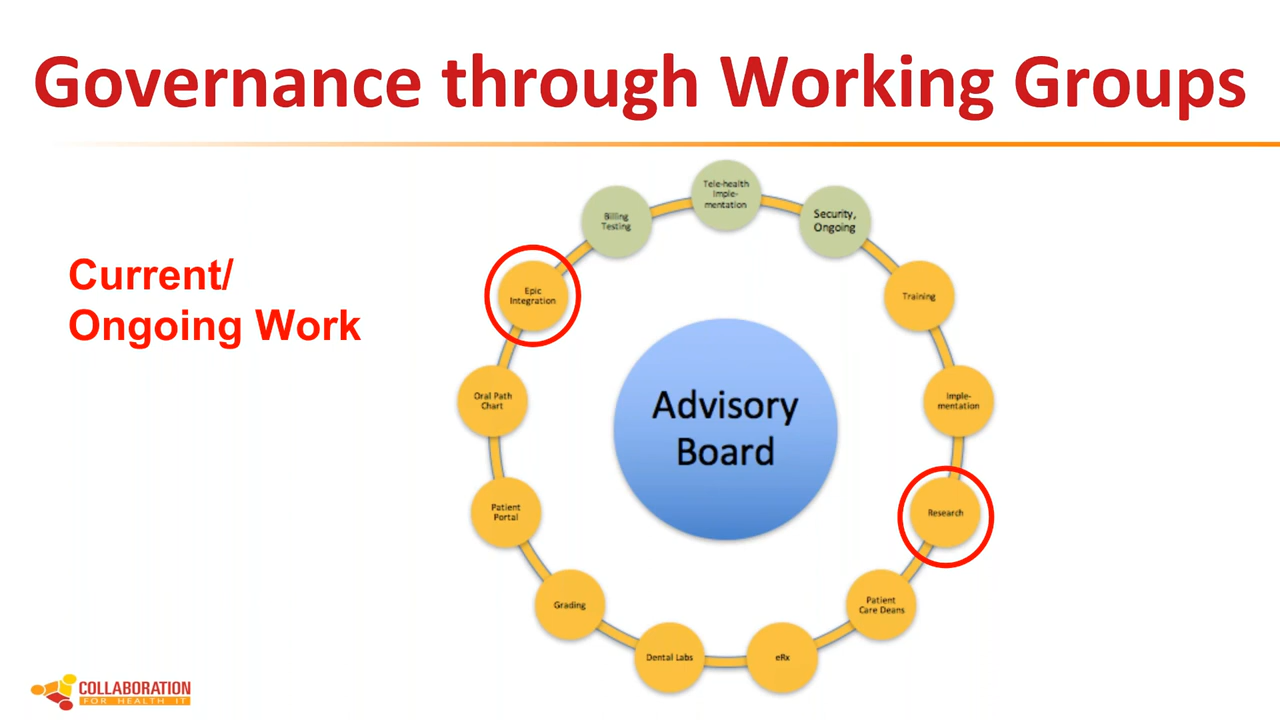 Governance through Working Groups
Current/
Ongoing Work
Tele-health
Imple-
mentation
Security,
Ongoing
Training
Imple-
mentation
Research
Patient
Care Deans
eRx
Dental Labs
Grading
Patient
Portal
Oral Path
Chart
Epic
Integration
Billing
Testing
Advisory
Board
COLLABORATION
FOR HEALTH IT